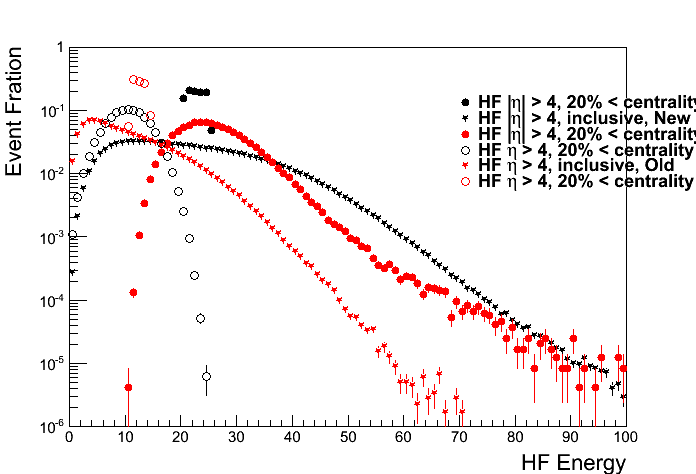 1
10-1
10-2
10-3
10-4
10-5
10-6
Event Fration
HF |η| > 4, 20% < centrality
HF |η| > 4, inclusive, New
HF |η| > 4, 20% < centrality
HF η > 4, 20% < centrality
HF η > 4, inclusive, Old
HF η > 4, 20% < centrality
0 10 20 30 40 50 60 70 80 90 100
HF Energy